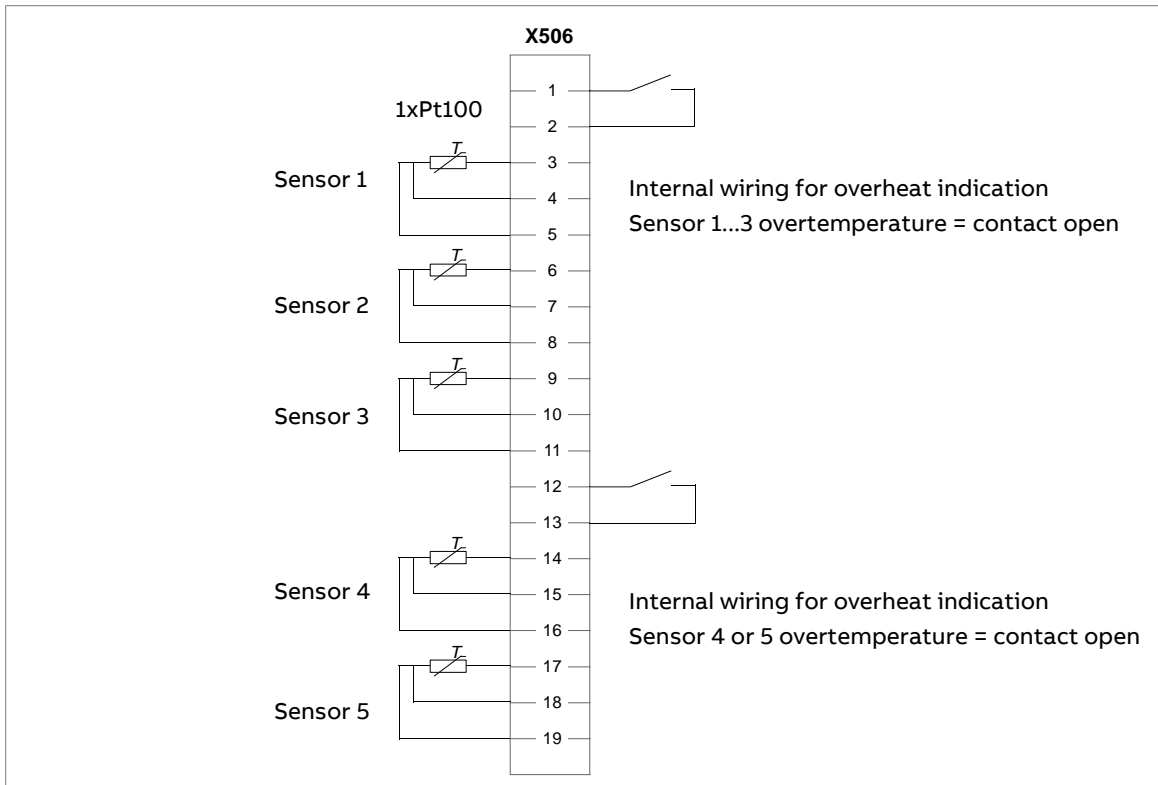 X506
1
1xPt100
2
T
3
Sensor 1
4
Internal wiring for overheat indication
Sensor 1...3 overtemperature = contact open
5
T
6
Sensor 2
7
8
T
9
Sensor 3
10
11
12
13
T
14
Sensor 4
15
Internal wiring for overheat indication
16
Sensor 4 or 5 overtemperature = contact open
T
17
18
Sensor 5
19